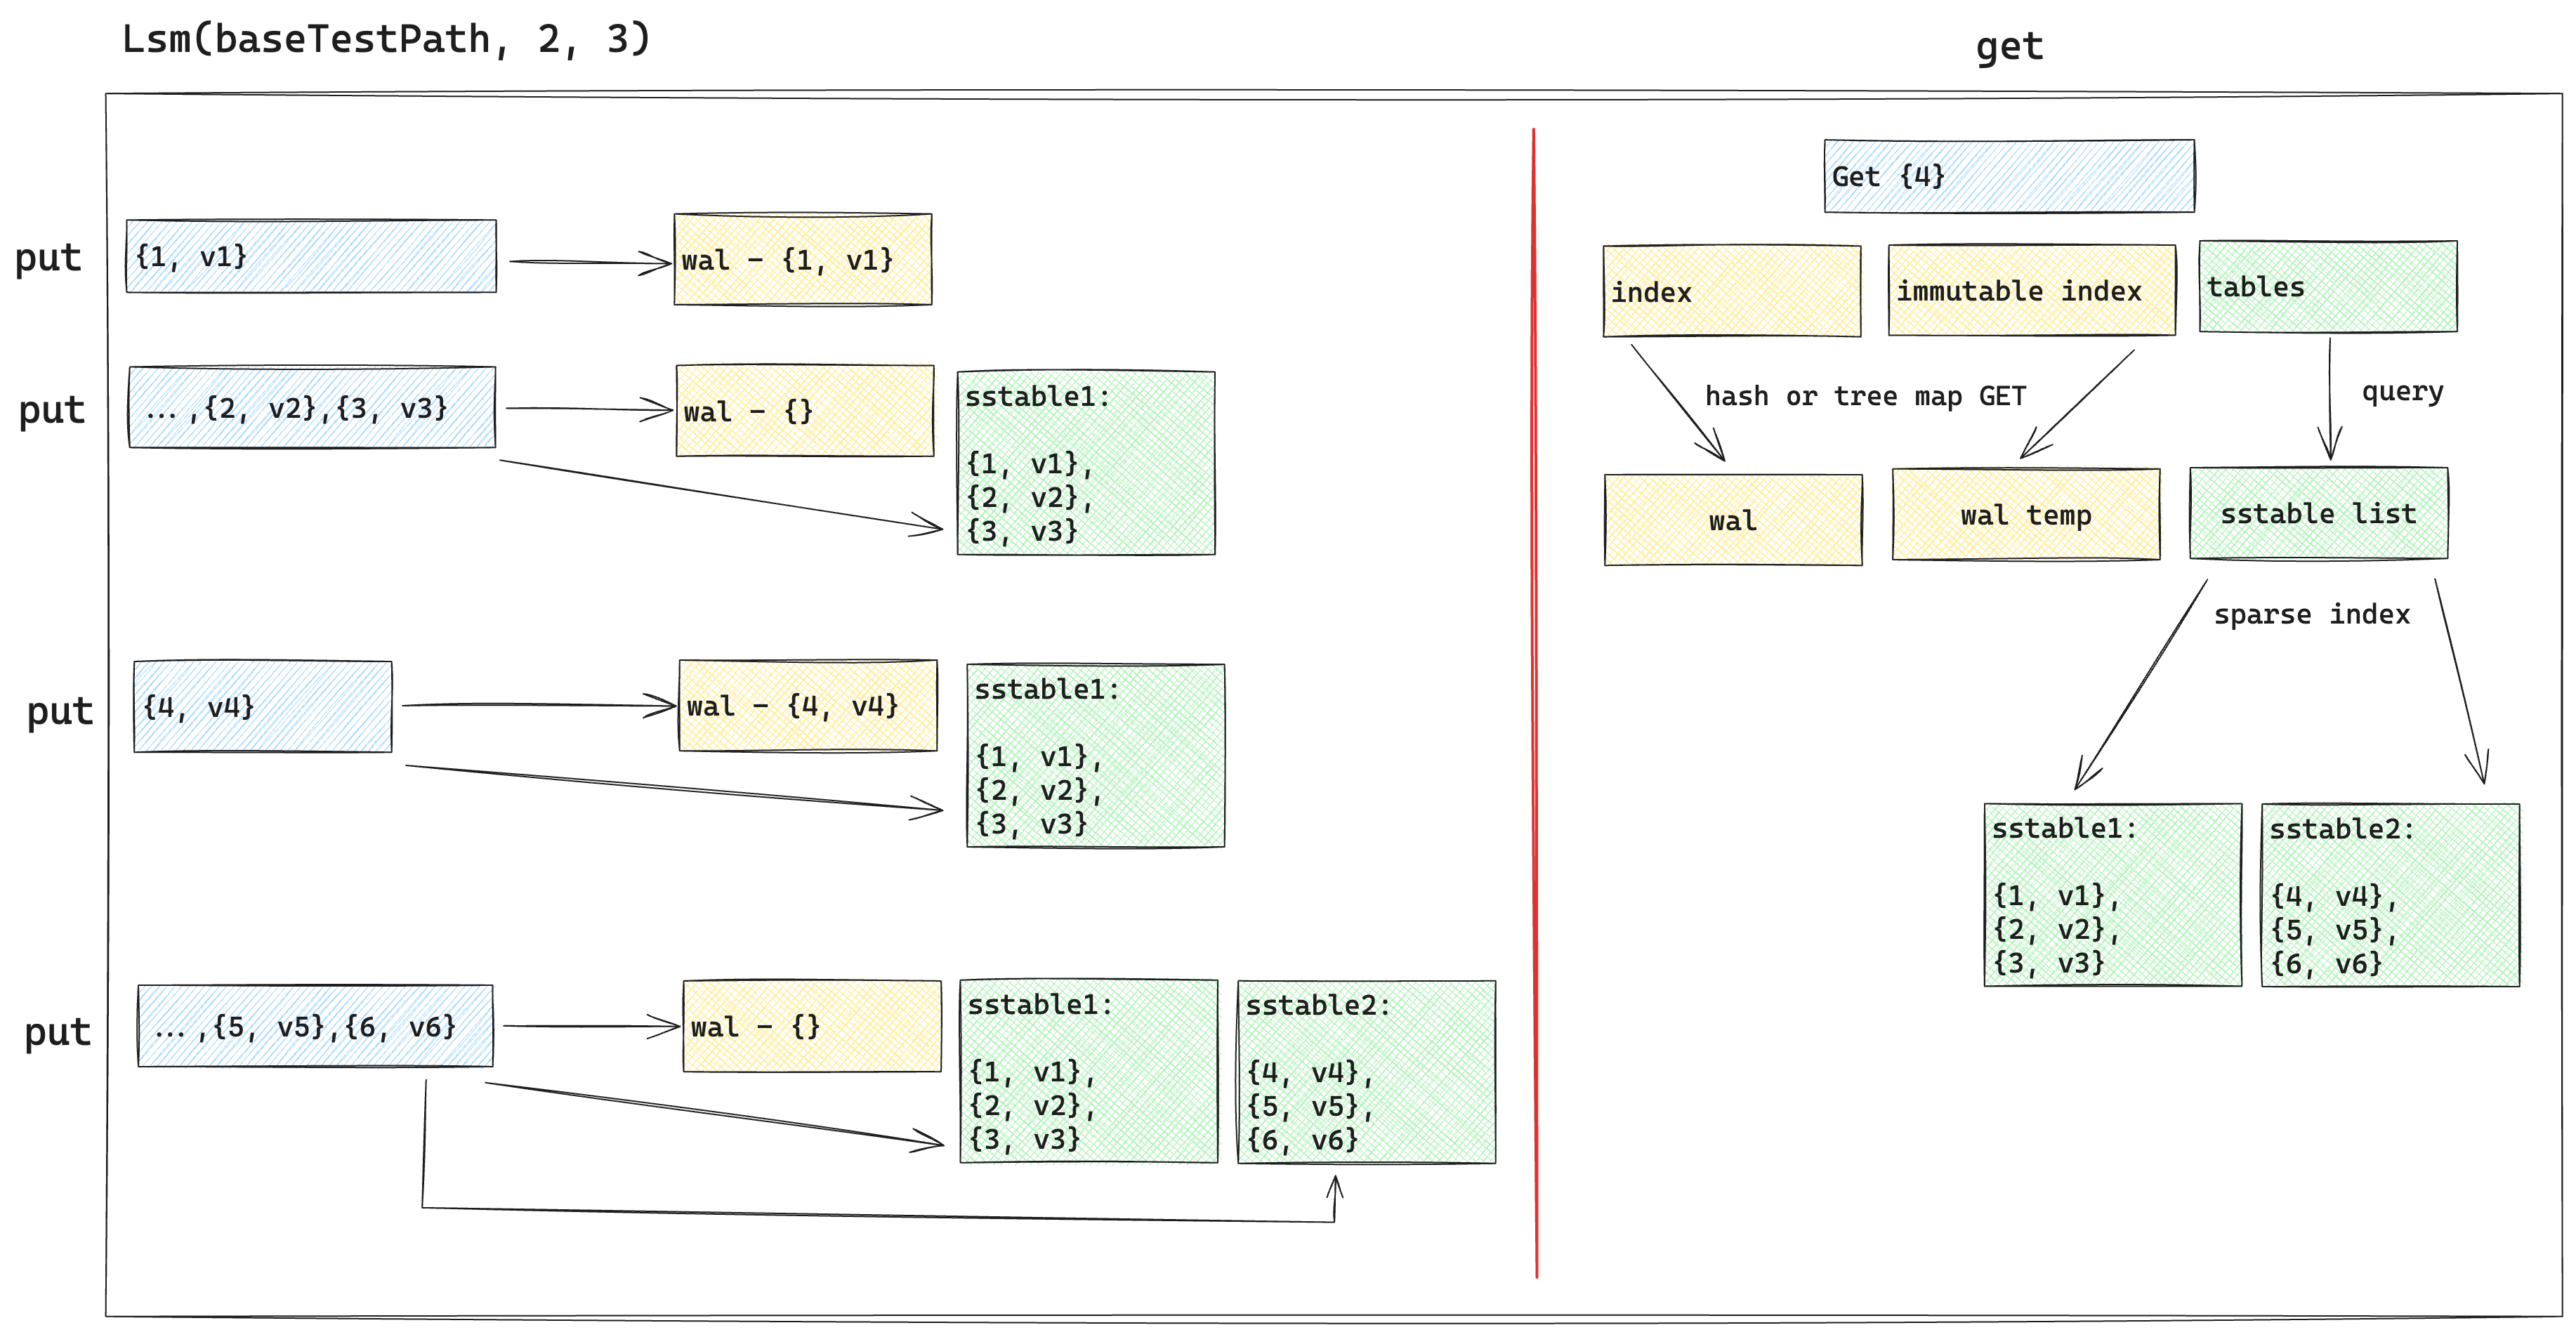 Lsm(baseTestPath, 2, 3)
put
{1, v1}
wal - {1, v1}
put
...,{2, v2},{3, v3}
wal - {}
sstable1:
{1, v1},
{2, v2},
{3, v3}
put
{4, v4}
wal - {4, v4}
sstable1:
{1, v1},
{2, v2},
{3, v3}
put
...,{5, v5},{6, v6}
wal - {}
sstable1:
{1, v1},
{2, v2},
{3, v3}
sstable2:
{4, v4},
{5, v5},
{6, v6}
get
Get {4}
index
immutable index
tables
hash or tree map GET
query
wal
wal temp
sstable list
sparse index
sstable1:
{1, v1},
{2, v2},
{3, v3}
sstable2:
{4, v4},
{5, v5},
{6, v6}